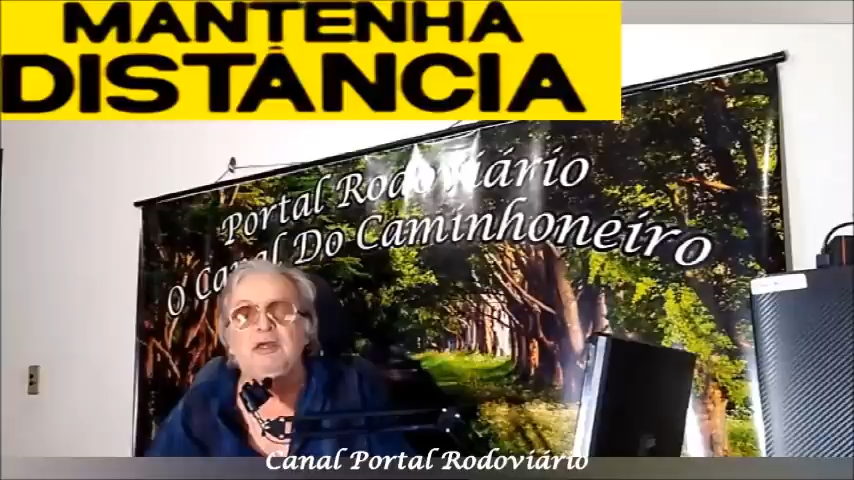 MANTENHA
DISTÂNCIA
Portal Rodoviário
O Canal Do Caminhoneiro
Canal Portal Rodoviário